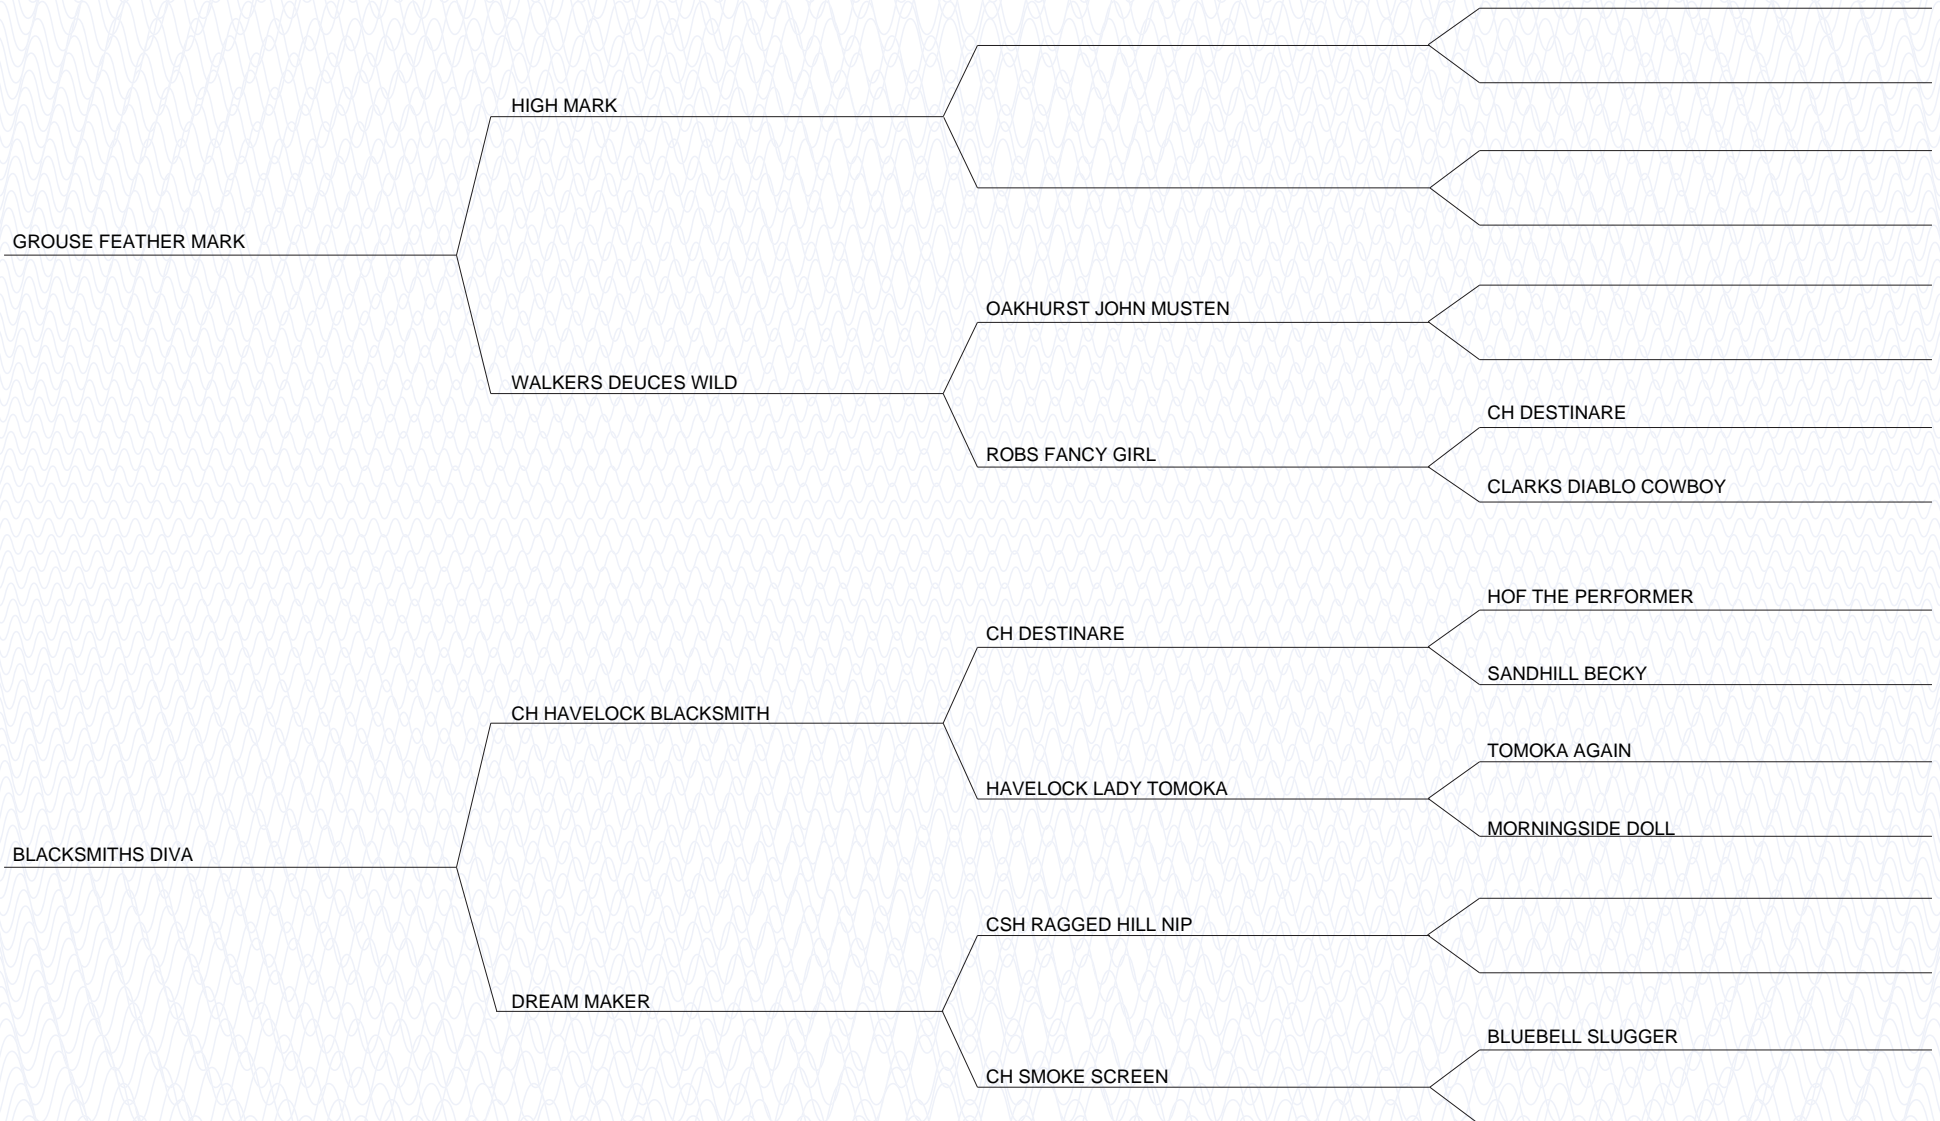 HIGH MARK
GROUSE FEATHER MARK
OAKHURST JOHN MUSTEN
WALKERS DEUCES WILD
CH DESTINARE
ROBS FANCY GIRL
CLARKS DIABLO COWBOY
HOF THE PERFORMER
CH DESTINARE
SANDHILL BECKY
CH HAVELOCK BLACKSMITH
TOMOKA AGAIN
HAVELOCK LADY TOMOKA
MORNINGSIDE DOLL
BLACKSMITHS DIVA
CSH RAGGED HILL NIP
DREAM MAKER
BLUEBELL SLUGGER
CH SMOKE SCREEN